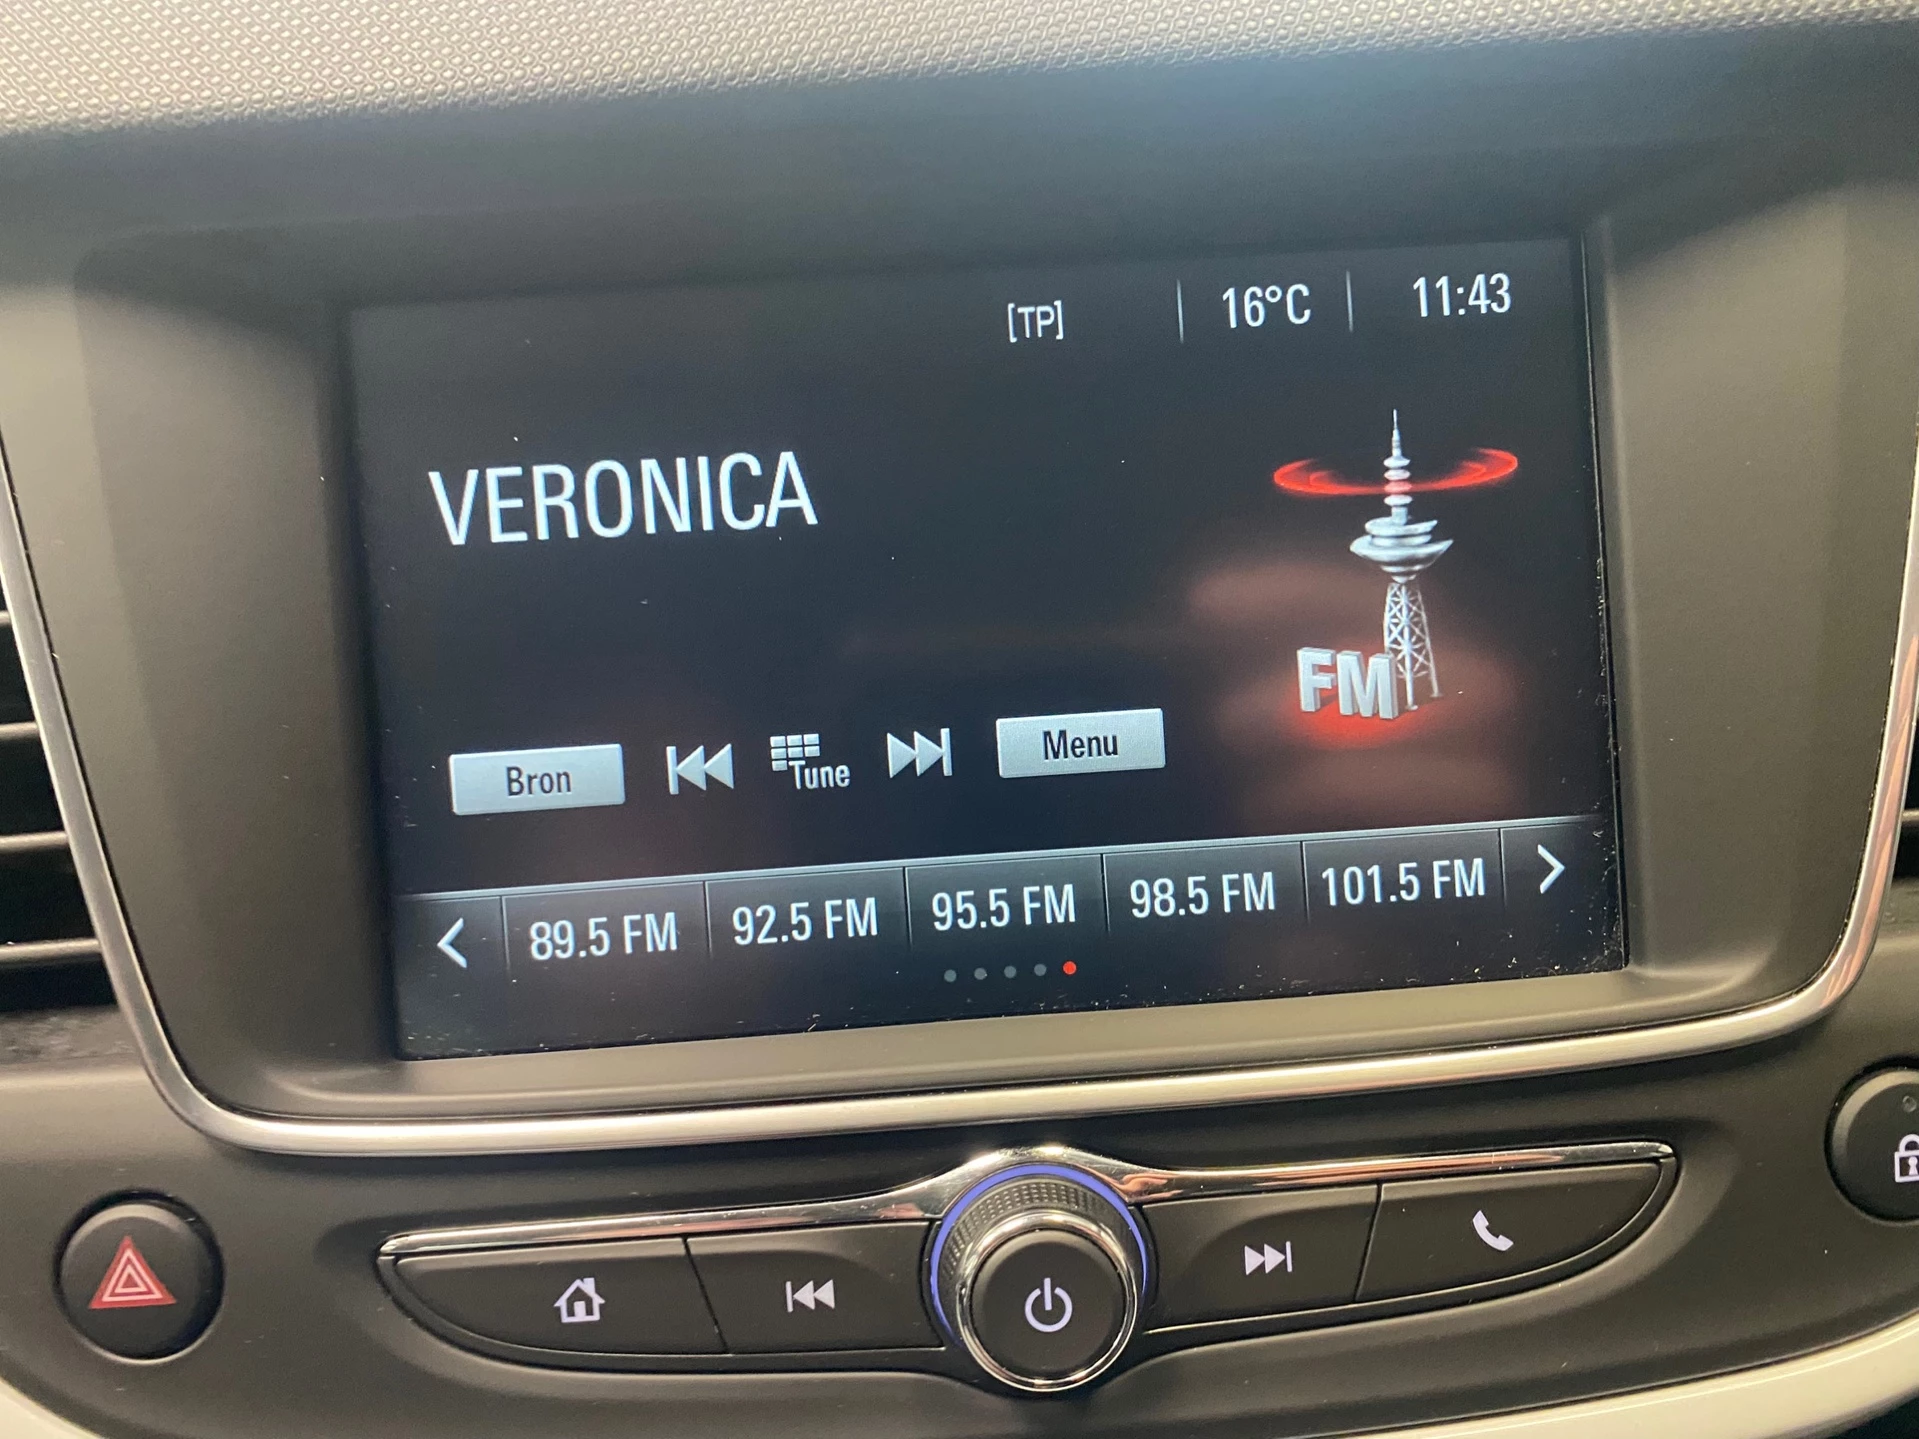 [TP] 16°C 11:43
VERONICA
FM
Bron Tune Menu
89.5 FM 92.5 FM 95.5 FM 98.5 FM 101.5 FM